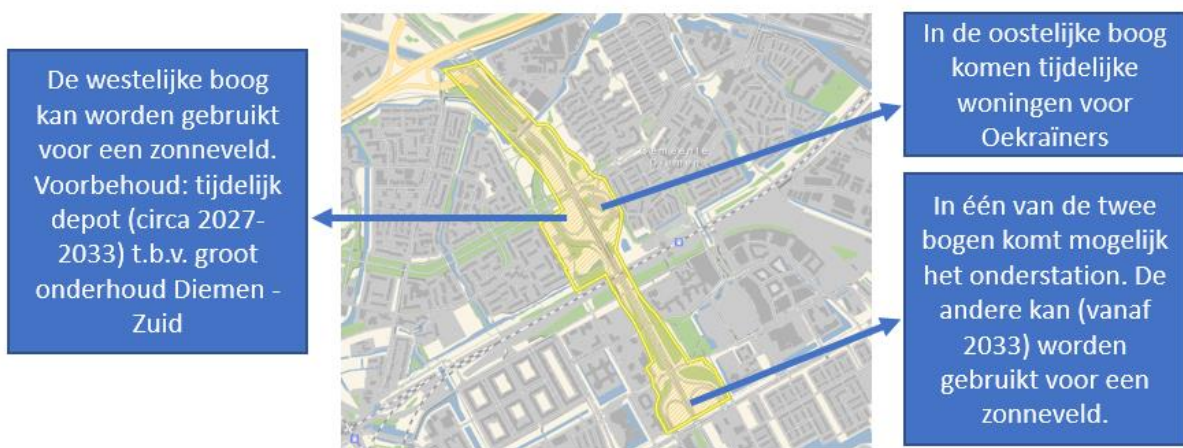 De westelijke boog
kan worden gebruikt
voor een zonneveld.
Voorbehoud: tijdelijk
depot (circa 2027-
2033) t.b.v. groot
onderhoud Diemen -
Zuid
Gemeente
Diemen
In de oostelijke boog
komen tijdelijke
woningen voor
Oekraïners
In één van de twee
bogen komt mogelijk
het onderstation. De
andere kan (vanaf
2033) worden
gebruikt voor een
zonneveld.